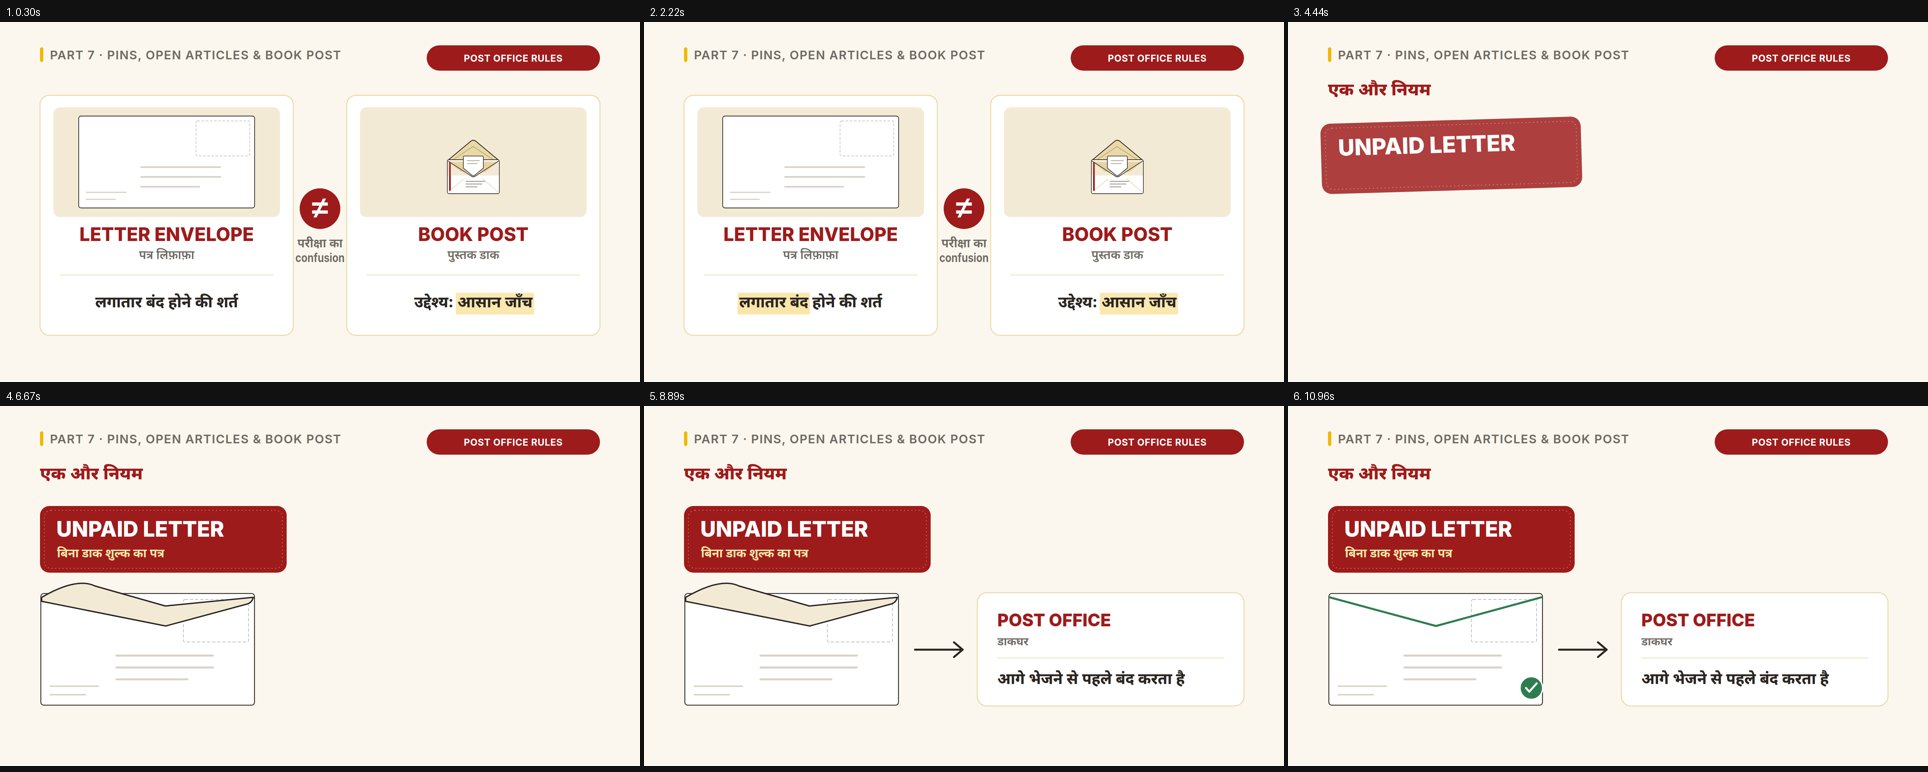 1. 0.30s
PART 7 · PINS, OPEN ARTICLES & BOOK POST
POST OFFICE RULES
LETTER ENVELOPE
पत्र लिफ़ाफ़ा
लगातार बंद होने की शर्त
≠
परीक्षा का
confusion
BOOK POST
पुस्तक डाक
उद्देश्य: आसान जाँच
2. 2.22s
PART 7 · PINS, OPEN ARTICLES & BOOK POST
POST OFFICE RULES
LETTER ENVELOPE
पत्र लिफ़ाफ़ा
लगातार बंद होने की शर्त
≠
परीक्षा का
confusion
BOOK POST
पुस्तक डाक
उद्देश्य: आसान जाँच
3. 4.44s
PART 7 · PINS, OPEN ARTICLES & BOOK POST
POST OFFICE RULES
एक और नियम
UNPAID LETTER
4. 6.67s
PART 7 · PINS, OPEN ARTICLES & BOOK POST
POST OFFICE RULES
एक और नियम
UNPAID LETTER
बिना डाक शुल्क का पत्र
5. 8.89s
PART 7 · PINS, OPEN ARTICLES & BOOK POST
POST OFFICE RULES
एक और नियम
UNPAID LETTER
बिना डाक शुल्क का पत्र
POST OFFICE
डाकघर
आगे भेजने से पहले बंद करता है
6. 10.96s
PART 7 · PINS, OPEN ARTICLES & BOOK POST
POST OFFICE RULES
एक और नियम
UNPAID LETTER
बिना डाक शुल्क का पत्र
POST OFFICE
डाकघर
आगे भेजने से पहले बंद करता है